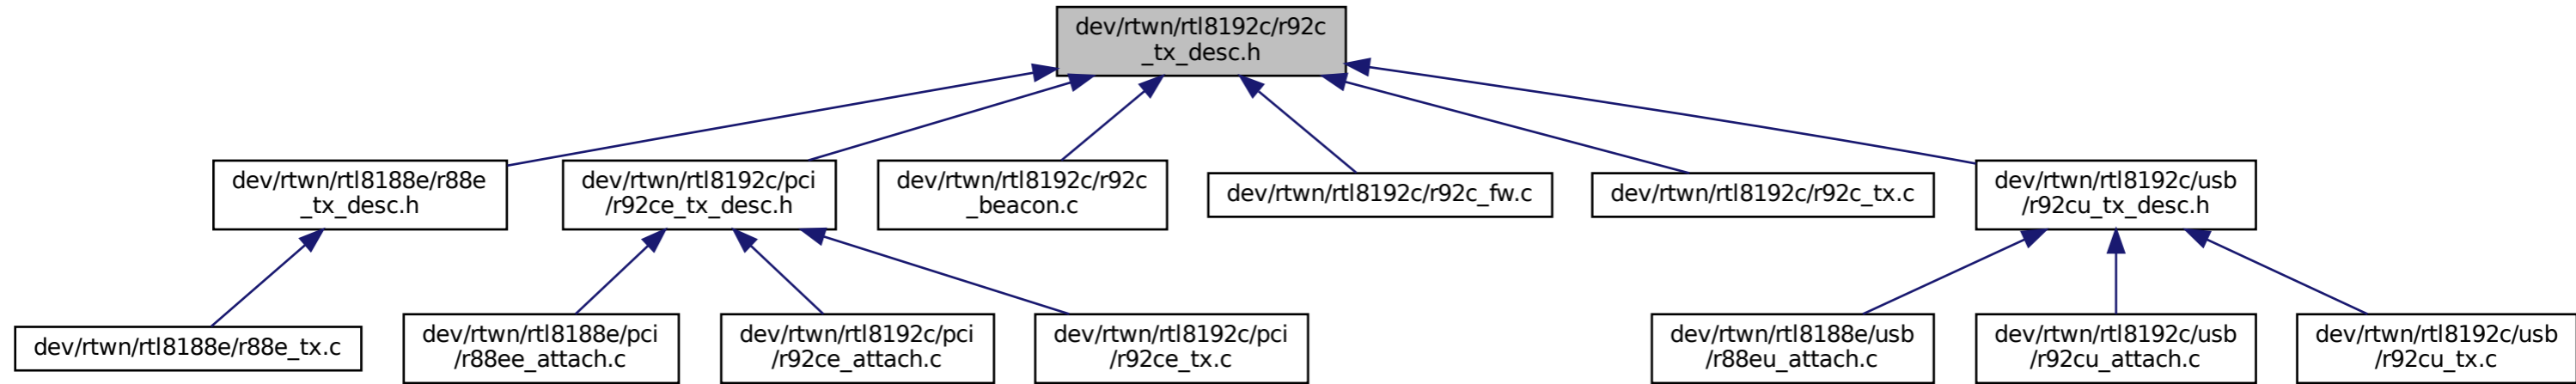 dev/rtwn/rtl8192c/r92c
_tx_desc.h
dev/rtwn/rtl8188e/r88e
_tx_desc.h
dev/rtwn/rtl8192c/pci
/r92ce_tx_desc.h
dev/rtwn/rtl8192c/r92c
_beacon.c
dev/rtwn/rtl8192c/r92c_fw.c
dev/rtwn/rtl8192c/r92c_tx.c
dev/rtwn/rtl8192c/usb
/r92cu_tx_desc.h
dev/rtwn/rtl8188e/r88e_tx.c
dev/rtwn/rtl8188e/pci
/r88ee_attach.c
dev/rtwn/rtl8192c/pci
/r92ce_attach.c
dev/rtwn/rtl8192c/pci
/r92ce_tx.c
dev/rtwn/rtl8188e/usb
/r88eu_attach.c
dev/rtwn/rtl8192c/usb
/r92cu_attach.c
dev/rtwn/rtl8192c/usb
/r92cu_tx.c